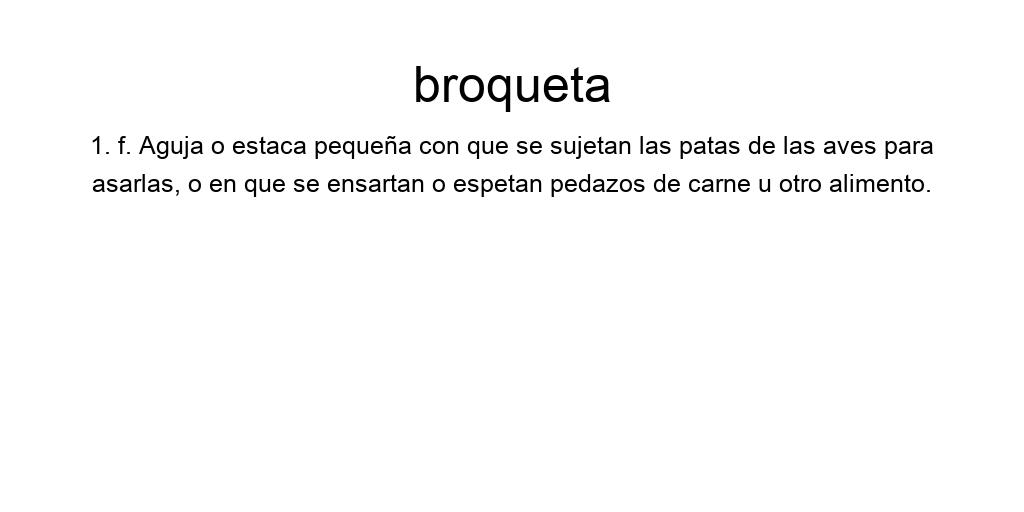 broqueta
1. f. Aguja o estaca pequeña con que se sujetan las patas de las aves para
asarlas, o en que se ensartan o espetan pedazos de carne u otro alimento.